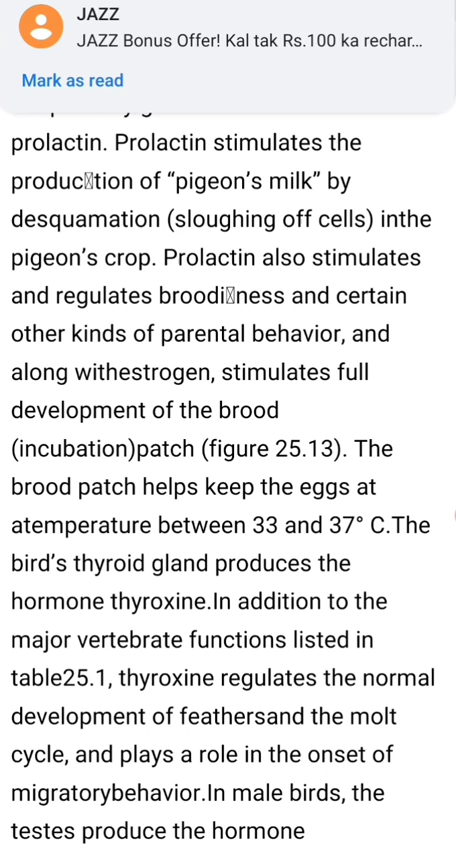 JAZZ
JAZZ Bonus Offer! Kal tak Rs.100 ka rechar...
Mark as read
prolactin. Prolactin stimulates the
produc▯tion of “pigeon’s milk” by
desquamation (sloughing off cells) inthe
pigeon’s crop. Prolactin also stimulates
and regulates broodi▯ness and certain
other kinds of parental behavior, and
along withestrogen, stimulates full
development of the brood
(incubation)patch (figure 25.13). The
brood patch helps keep the eggs at
atemperature between 33 and 37° C.The
bird’s thyroid gland produces the
hormone thyroxine.In addition to the
major vertebrate functions listed in
table25.1, thyroxine regulates the normal
development of feathersand the molt
cycle, and plays a role in the onset of
migratorybehavior.In male birds, the
testes produce the hormone